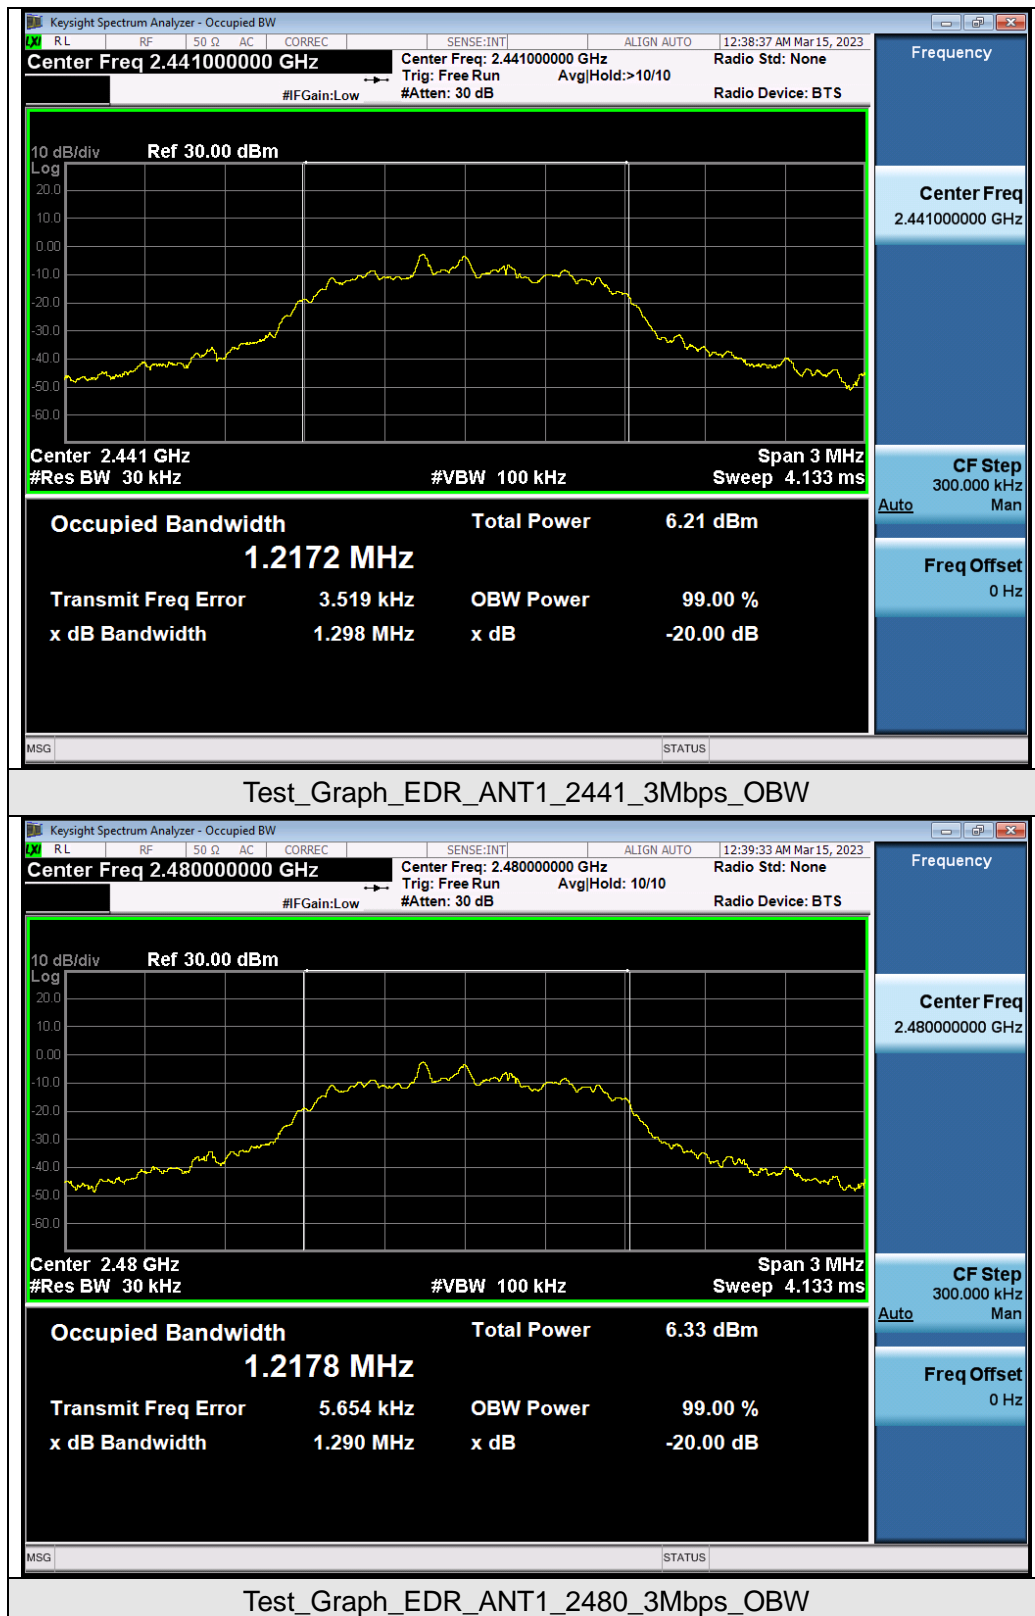 Keysight Spectrum Analyzer - Occupied BW
LXI RL RF 50 Ω AC CORREC SENSE:INT ALIGN AUTO 12:38:37 AM Mar 15, 2023
Center Freq 2.441000000 GHz
Center Freq: 2.441000000 GHz
Radio Std: None
Trig: Free Run Avg|Hold:>10/10
#IFGain:Low
#Atten: 30 dB
Radio Device: BTS
Frequency
10 dB/div Ref 30.00 dBm
Log
20.0
10.0
0.00
-10.0
-20.0
-30.0
-40.0
-50.0
-60.0
Center Freq
2.441000000 GHz
Center 2.441 GHz Span 3 MHz
#Res BW 30 kHz #VBW 100 kHz Sweep 4.133 ms
CF Step
300.000 kHz
Auto Man
Freq Offset
0 Hz
Occupied Bandwidth Total Power 6.21 dBm
1.2172 MHz
Transmit Freq Error 3.519 kHz OBW Power 99.00 %
x dB Bandwidth 1.298 MHz x dB -20.00 dB
MSG STATUS
Test_Graph_EDR_ANT1_2441_3Mbps_OBW
Keysight Spectrum Analyzer - Occupied BW
LXI RL RF 50 Ω AC CORREC SENSE:INT ALIGN AUTO 12:39:33 AM Mar 15, 2023
Center Freq 2.480000000 GHz
Center Freq: 2.480000000 GHz
Radio Std: None
Trig: Free Run Avg|Hold: 10/10
#IFGain:Low
#Atten: 30 dB
Radio Device: BTS
Frequency
10 dB/div Ref 30.00 dBm
Log
20.0
10.0
0.00
-10.0
-20.0
-30.0
-40.0
-50.0
-60.0
Center Freq
2.480000000 GHz
Center 2.48 GHz Span 3 MHz
#Res BW 30 kHz #VBW 100 kHz Sweep 4.133 ms
CF Step
300.000 kHz
Auto Man
Freq Offset
0 Hz
Occupied Bandwidth Total Power 6.33 dBm
1.2178 MHz
Transmit Freq Error 5.654 kHz OBW Power 99.00 %
x dB Bandwidth 1.290 MHz x dB -20.00 dB
MSG STATUS
Test_Graph_EDR_ANT1_2480_3Mbps_OBW